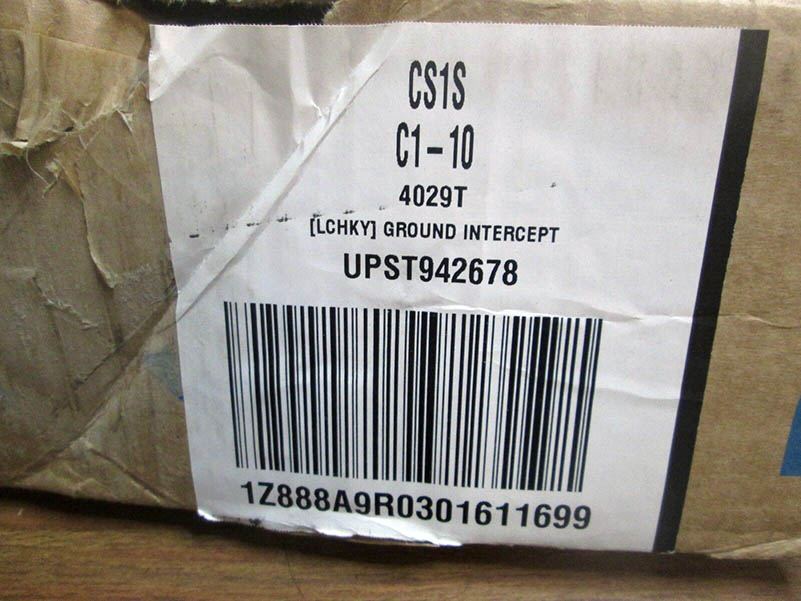 CS1S
C1-10
4029T
[LCHKY] GROUND INTERCEPT
UPST942678
1Z888A9R0301611699